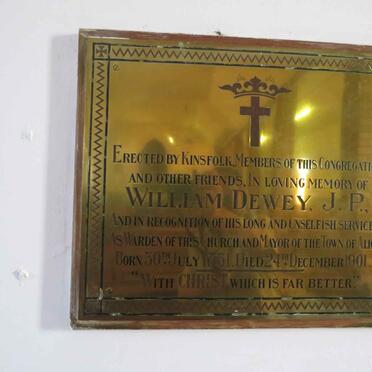 ERECTED BY KINSFOLK, MEMBERS OF THIS CONGREGATI
AND OTHER FRIENDS, IN LOVING MEMORY OF
WILLIAM DEWEY, J.P.,
AND IN RECOGNITION OF HIS LONG AND UNSELFISH SERVICE
AS WARDEN OF THIS CHURCH AND MAYOR OF THE TOWN OF ALIC
BORN 30TH JULY DIED 24TH DECEMBER 1901.
"WITH CHRIST WHICH IS FAR BETTER."